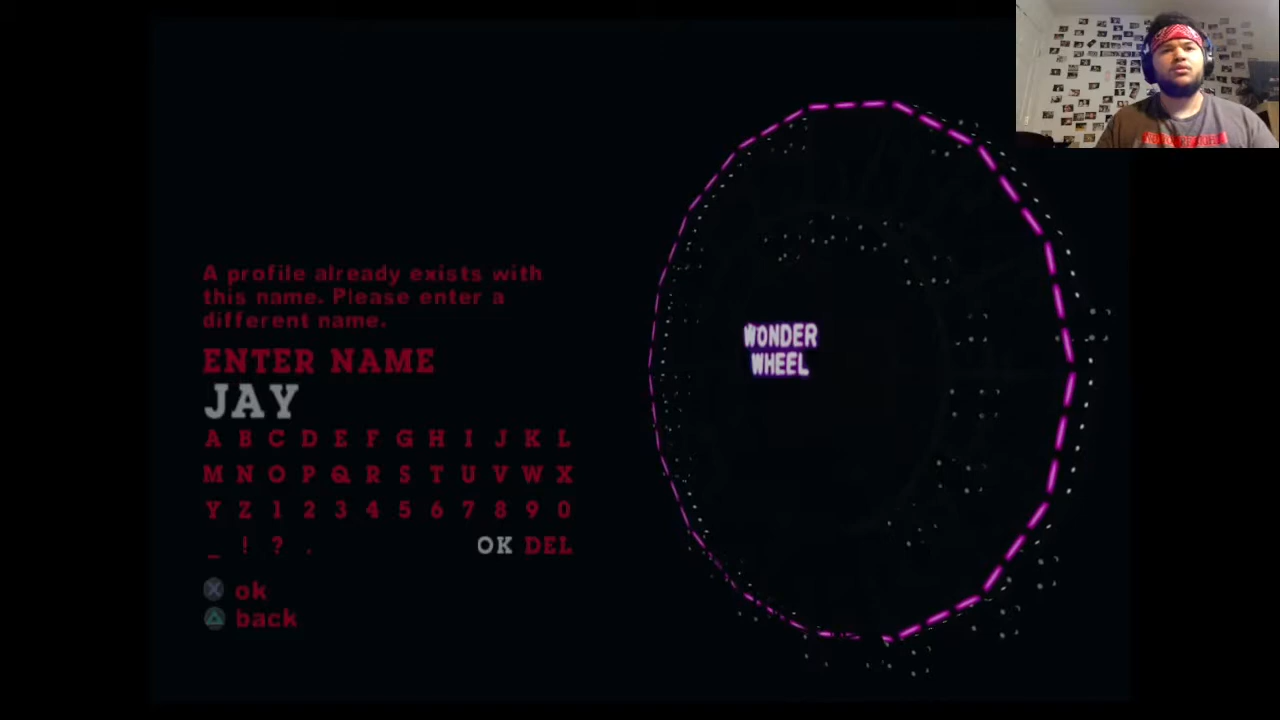 A profile already exists with
this name. Please enter a
different name.
ENTER NAME
JAY
A B C D E F G H I J K L
M N O P Q R S T U V W X
Y Z 1 2 3 4 5 6 7 8 9 0
_ ! ? . OK DEL
ok
back
WONDER
WHEEL